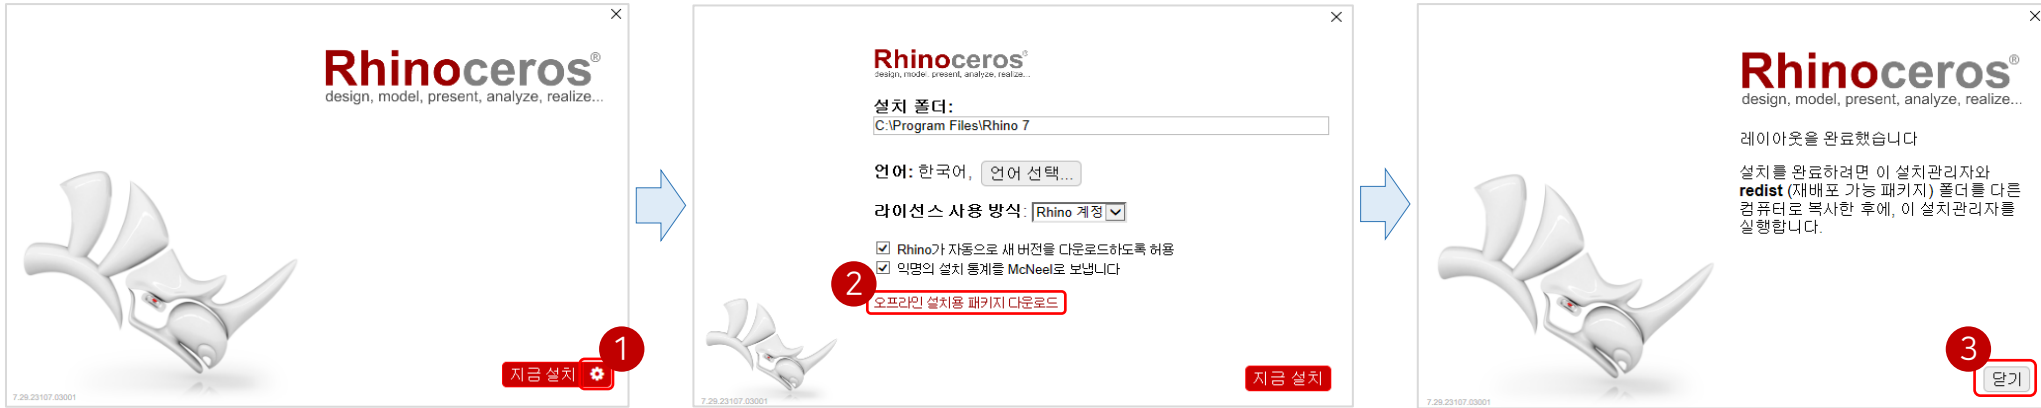 Rhinoceros®
design, model, present, analyze, realize...
지금 설치
1
7.29.23107.03001
Rhinoceros®
design, model, present, analyze, realize...
설치 폴더:
C:\Program Files\Rhino 7
언어: 한국어, 언어 선택...
라이선스 사용 방식: Rhino 계정
Rhino가 자동으로 새 버전을 다운로드하도록 허용
익명의 설치 통계를 McNeel로 보냅니다
2
오프라인 설치용 패키지 다운로드
지금 설치
7.29.23107.03001
Rhinoceros®
design, model, present, analyze, realize...
레이아웃을 완료했습니다
설치를 완료하려면 이 설치관리자와
redist (재배포 가능 패키지) 폴더를 다른
컴퓨터로 복사한 후에, 이 설치관리자를
실행합니다.
3
닫기
7.29.23107.03001